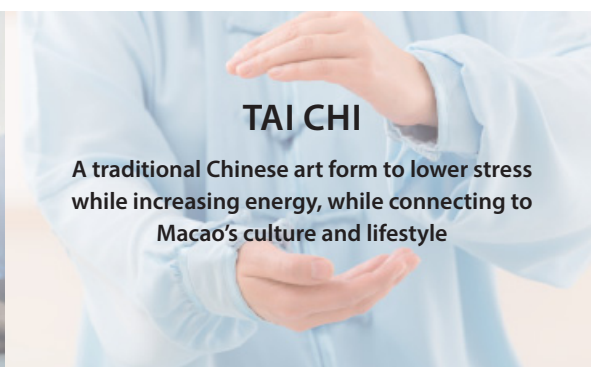 TAI CHI
A traditional Chinese art form to lower stress
while increasing energy, while connecting to
Macao’s culture and lifestyle